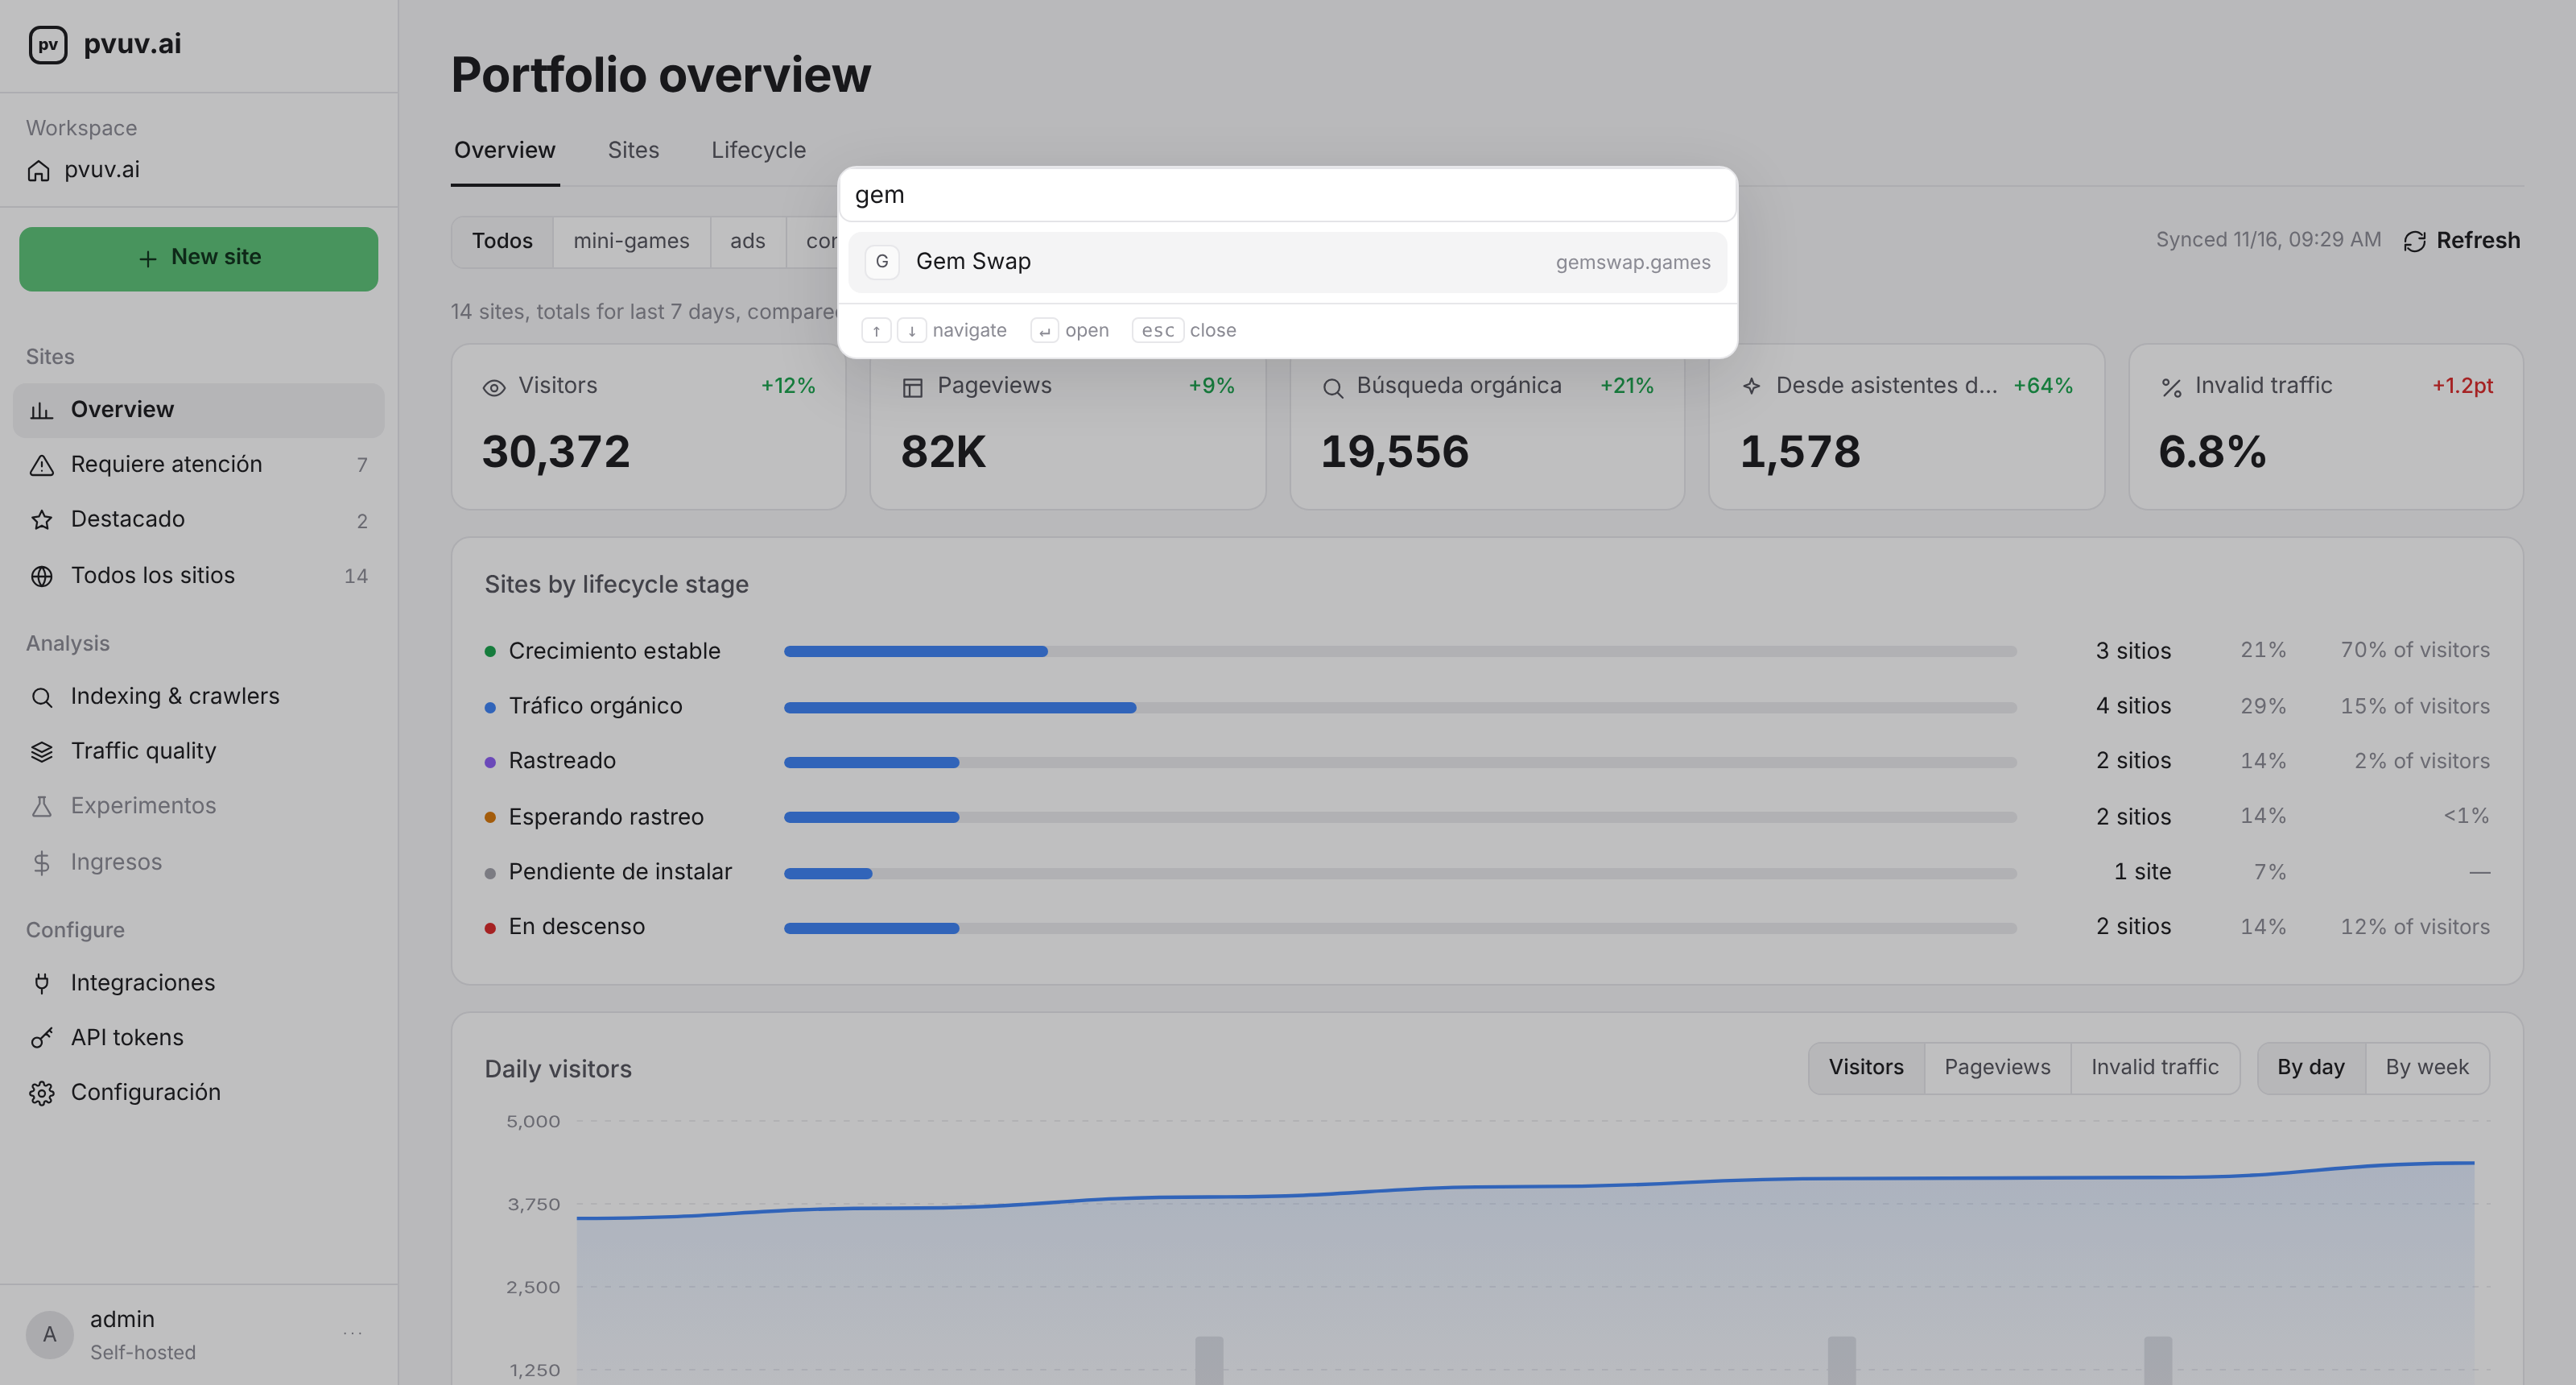 pv pvuv.ai
Workspace
pvuv.ai
+ New site
Sites
Overview
Requiere atención 7
Destacado 2
Todos los sitios 14
Analysis
Indexing & crawlers
Traffic quality
Experimentos
Ingresos
Configure
Integraciones
API tokens
Configuración
A admin
Self-hosted
...
Portfolio overview
Overview Sites Lifecycle
gem
G Gem Swap gemswap.games
↑ ↓ navigate ↵ open esc close
Todos mini-games ads
Synced 11/16, 09:29 AM Refresh
14 sites, totals for last 7 days,
Visitors +12%
30,372
Pageviews +9%
82K
Búsqueda orgánica +21%
19,556
Desde asistentes d... +64%
1,578
Invalid traffic +1.2pt
6.8%
Sites by lifecycle stage
Crecimiento estable 3 sitios 21% 70% of visitors
Tráfico orgánico 4 sitios 29% 15% of visitors
Rastreado 2 sitios 14% 2% of visitors
Esperando rastreo 2 sitios 14% <1%
Pendiente de instalar 1 site 7% —
En descenso 2 sitios 14% 12% of visitors
Daily visitors
Visitors Pageviews Invalid traffic By day By week
5,000
3,750
2,500
1,250